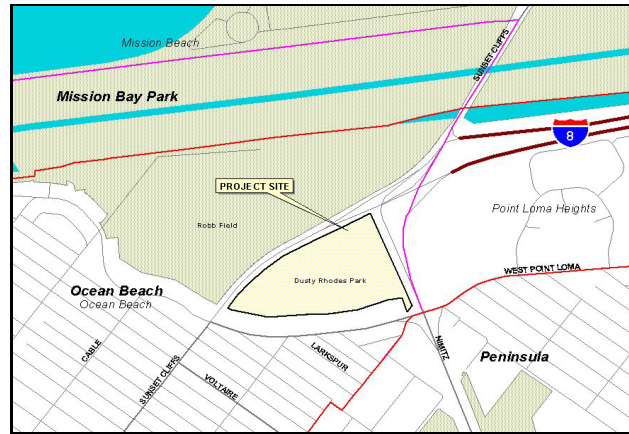 Mission Beach
SUNSET CLIFFS
Mission Bay Park
8
PROJECT SITE
Point Loma Heights
Robb Field
Dusty Rhodes Park
WEST POINT LOMA
Ocean Beach
Ocean Beach
CABLE
SUNSET CLIFFS
VOLTAIRE
LARKSPUR
NIMITZ
Peninsula